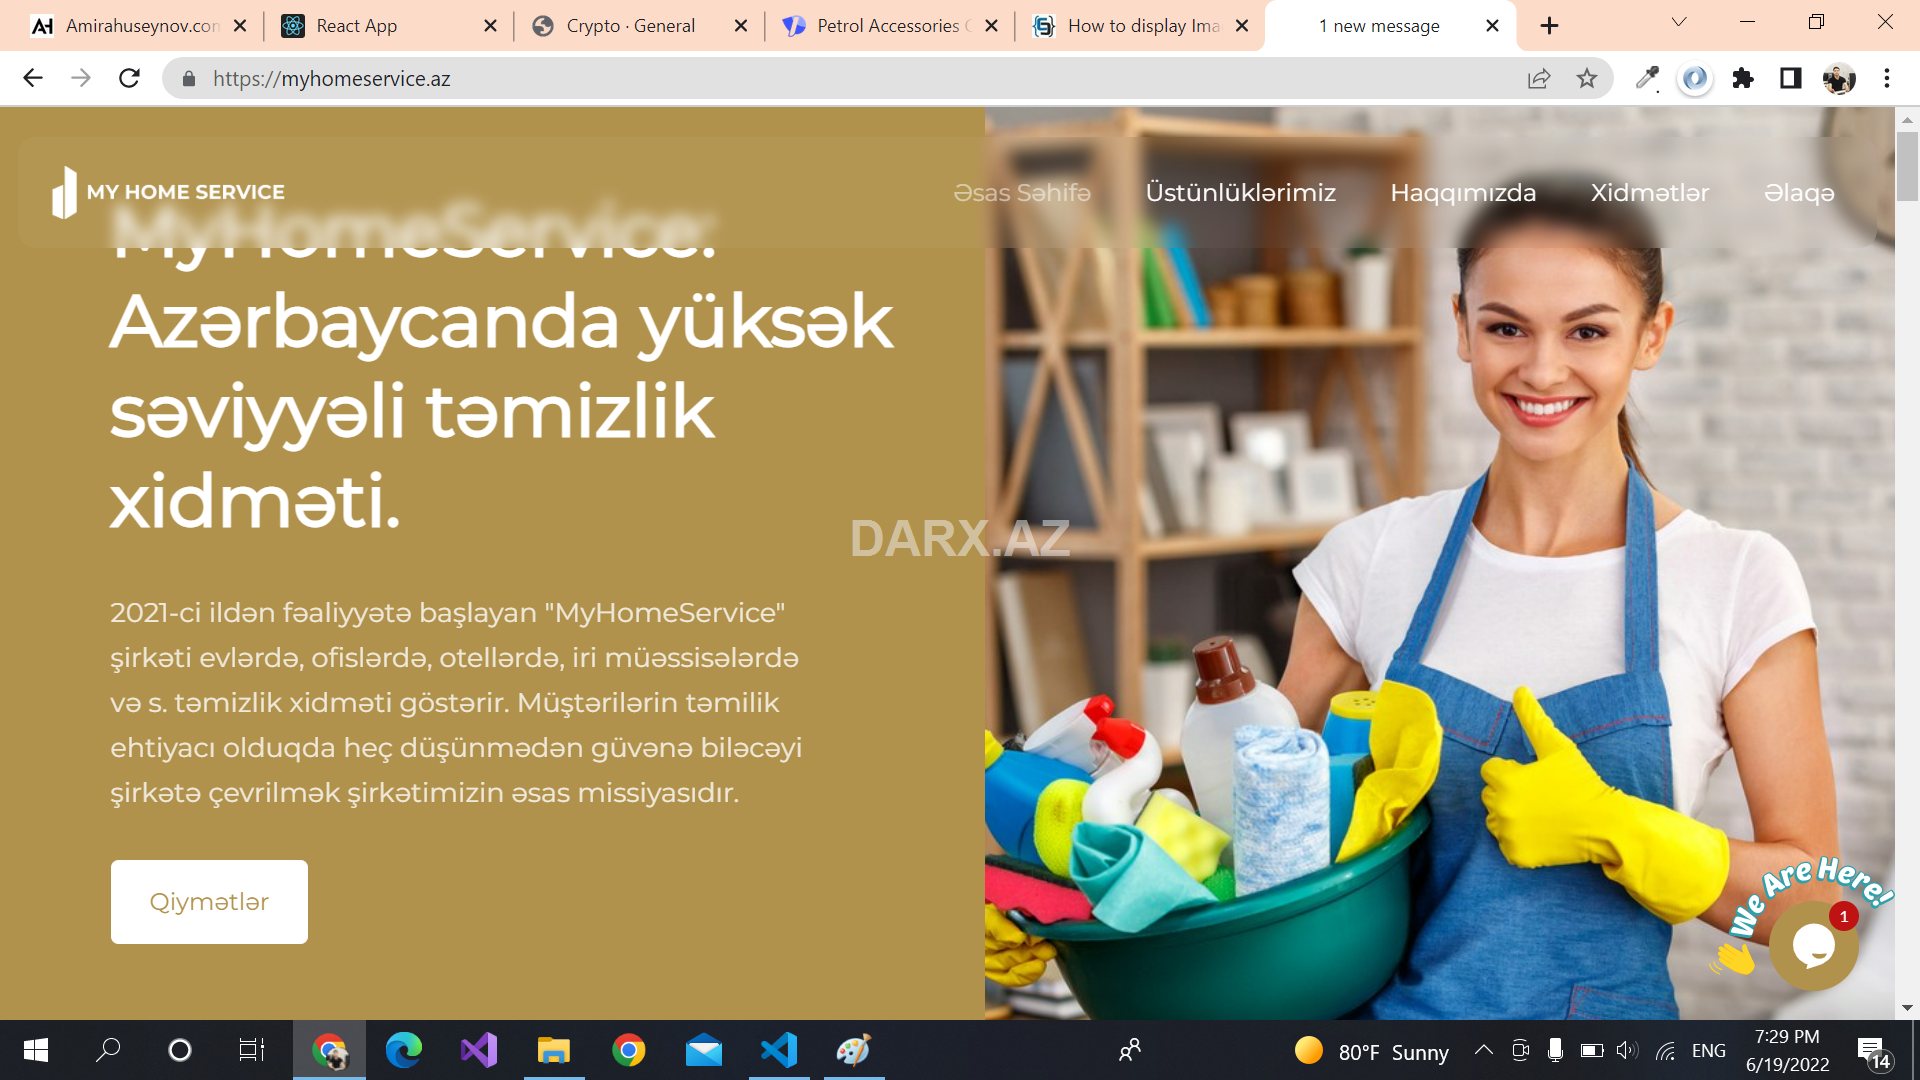 Amirahuseynov.con
React App
Crypto · General
Petrol Accessories
How to display Ima
1 new message
https://myhomeservice.az
MY HOME SERVICE
Əsas Səhifə
Üstünlüklərimiz
Haqqımızda
Xidmətlər
Əlaqə
MyHomeService:
Azərbaycanda yüksək
səviyyəli təmizlik
xidməti.
DARX.AZ
2021-ci ildən fəaliyyətə başlayan "MyHomeService"
şirkəti evlərdə, ofislərdə, otellərdə, iri müəssisələrdə
və s. təmizlik xidməti göstərir. Müştərilərin təmilik
ehtiyacı olduqda heç düşünmədən güvənə biləcəyi
şirkətə çevrilmək şirkətimizin əsas missiyasıdır.
Qiymətlər
We Are Here!
1
80°F Sunny
ENG
7:29 PM
6/19/2022
14